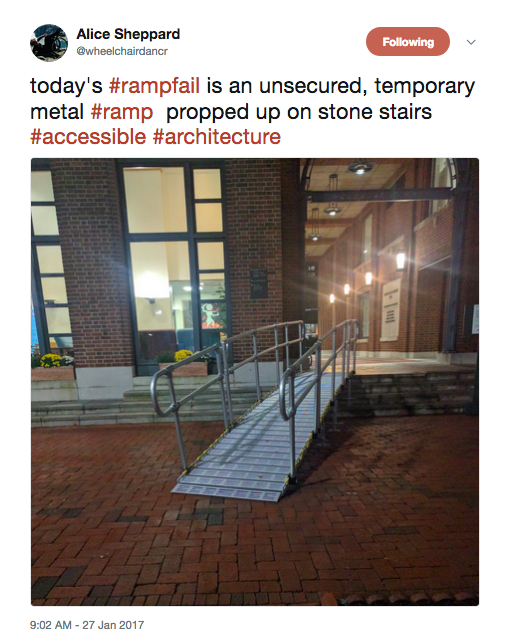 Alice Sheppard
@wheelchairdancr
Following
today's #rampfail is an unsecured, temporary
metal #ramp propped up on stone stairs
#accessible #architecture
9:02 AM - 27 Jan 2017